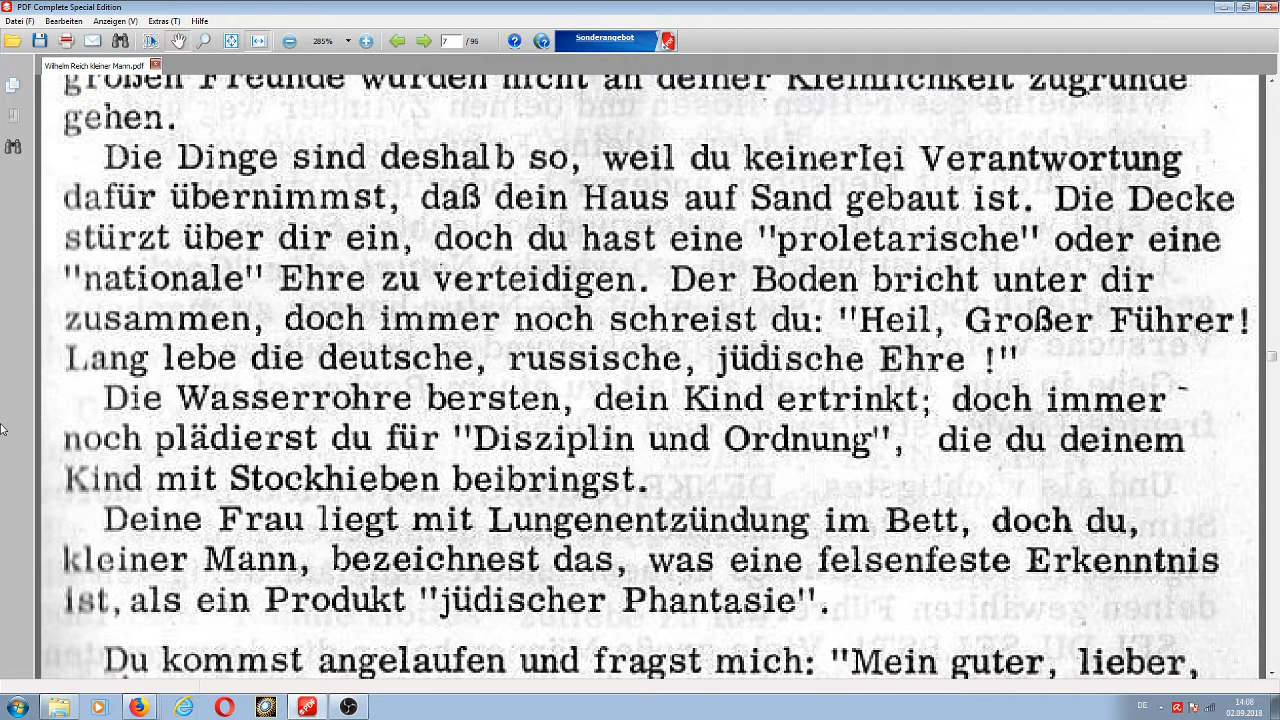 PDF Complete Special Edition
Datei (F) Bearbeiten Anzeigen (V) Extras (T) Hilfe
285% 7 / 95 Sonderangebot
Wilhelm Reich kleiner Mann.pdf
großen Freunde würden nicht an deiner Kleinlichkeit zugrunde
gehen.
Die Dinge sind deshalb so, weil du keinerlei Verantwortung
dafür übernimmst, daß dein Haus auf Sand gebaut ist. Die Decke
stürzt über dir ein, doch du hast eine "proletarische" oder eine
"nationale" Ehre zu verteidigen. Der Boden bricht unter dir
zusammen, doch immer noch schreist du: "Heil, Großer Führer!
Lang lebe die deutsche, russische, jüdische Ehre !"
Die Wasserrohre bersten, dein Kind ertrinkt; doch immer
noch plädierst du für "Disziplin und Ordnung", die du deinem
Kind mit Stockhieben beibringst.
Deine Frau liegt mit Lungenentzündung im Bett, doch du,
kleiner Mann, bezeichnest das, was eine felsenfeste Erkenntnis
ist, als ein Produkt "jüdischer Phantasie".
Du kommst angelaufen und fragst mich: "Mein guter, lieber,
DE 14:08
02.09.2018